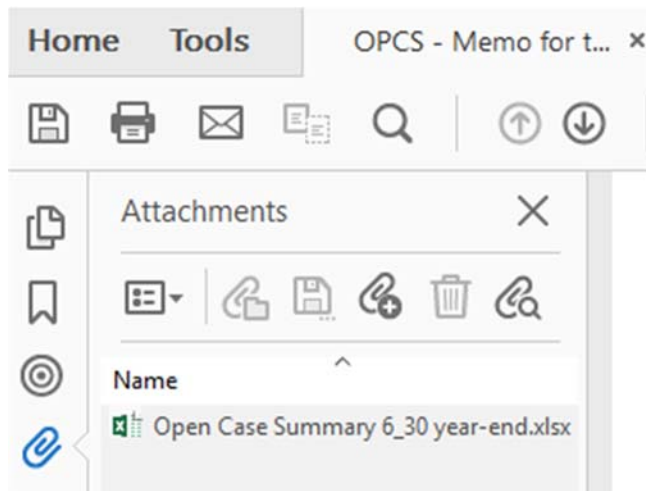 Home Tools OPCS - Memo for t...
Attachments
Name
Open Case Summary 6_30 year-end.xlsx